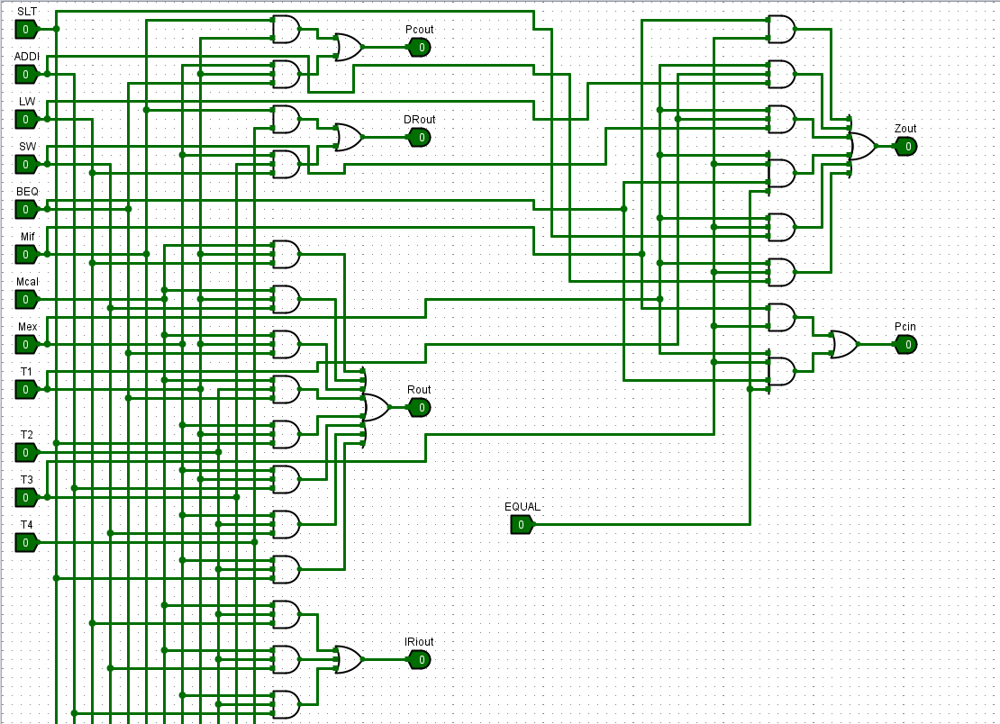 SLT
0
ADDI
0
LW
0
SW
0
BEQ
0
Mif
0
Mcal
0
Mex
0
T1
0
T2
0
T3
0
T4
0
Pcout
0
DRout
0
Rout
0
IRiout
0
EQUAL
0
Zout
0
Pcin
0